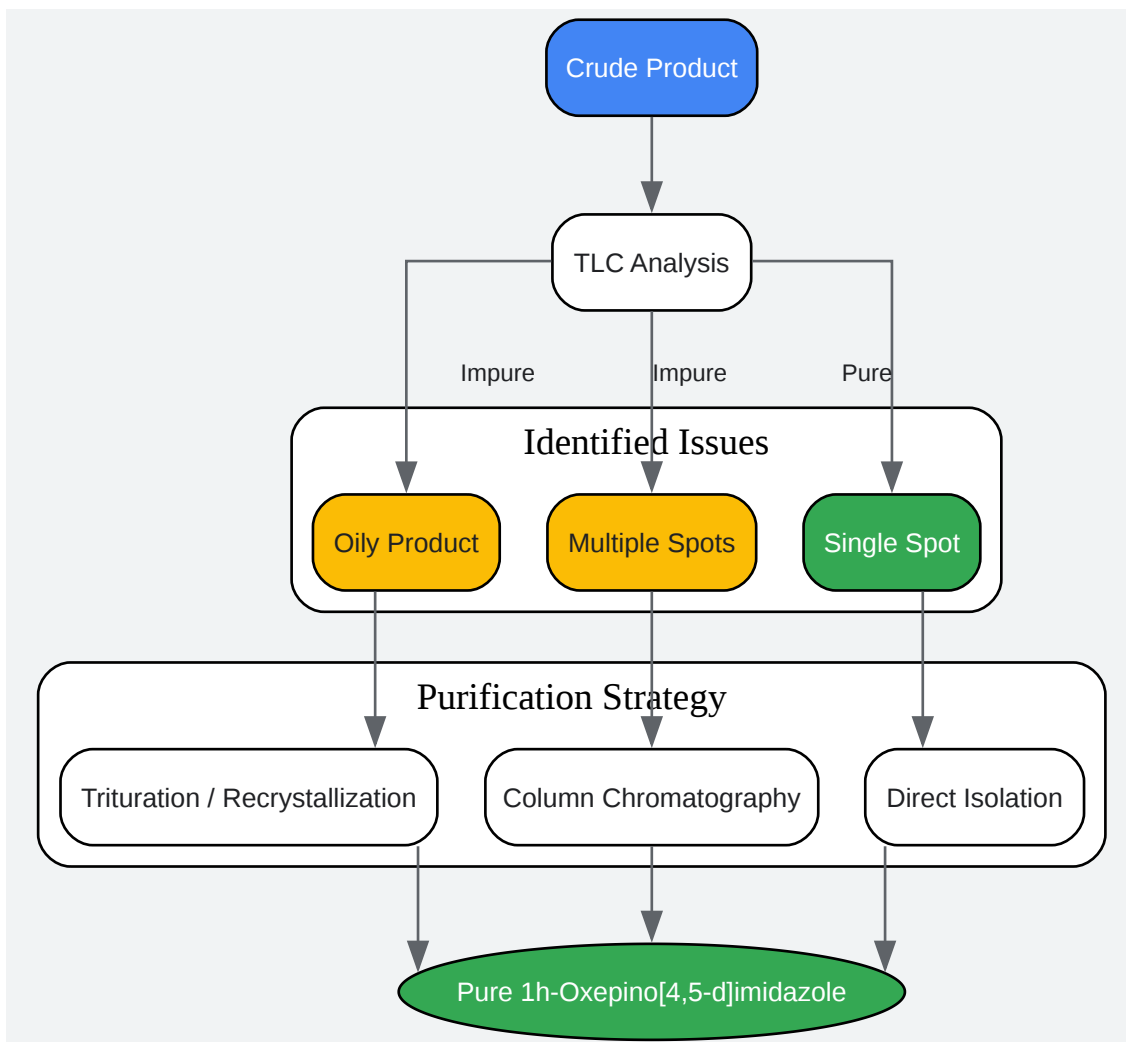 Crude Product
TLC Analysis
Impure
Impure
Pure
Identified Issues
Oily Product
Multiple Spots
Single Spot
Purification Strategy
Trituration / Recrystallization
Column Chromatography
Direct Isolation
Pure 1h-Oxepino[4,5-d]imidazole